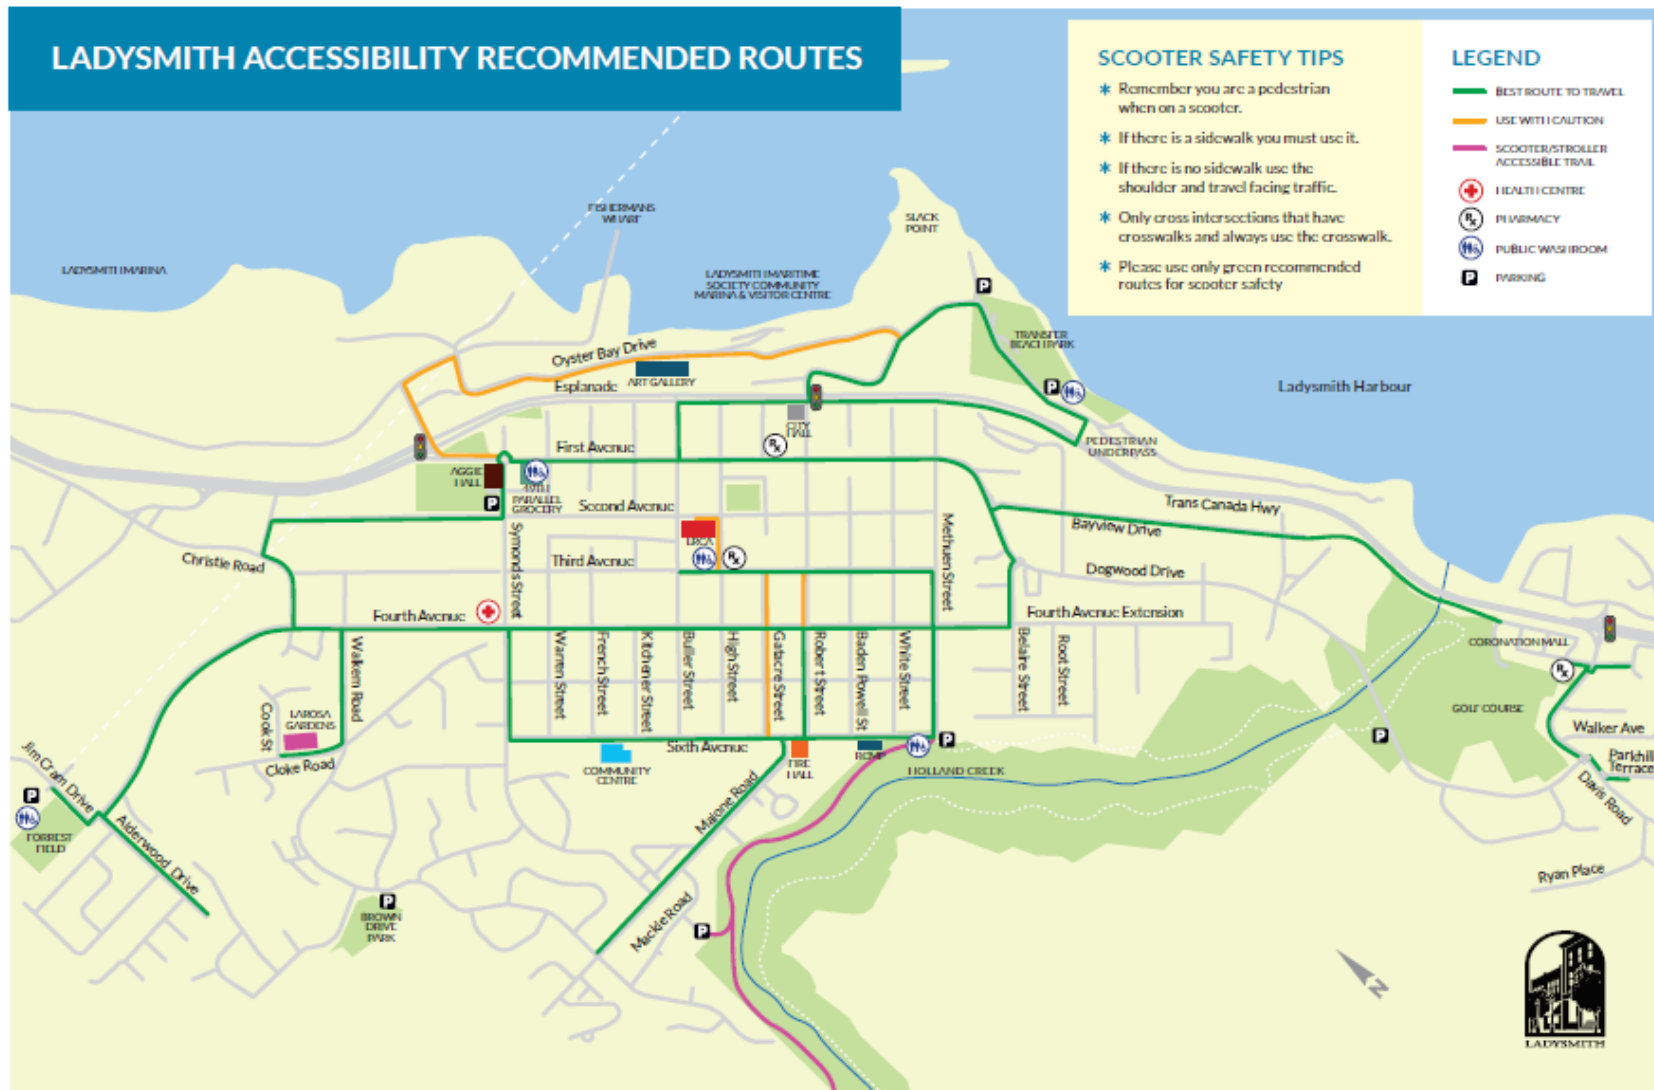 LADYSMITH ACCESSIBILITY RECOMMENDED ROUTES
SCOOTER SAFETY TIPS
* Remember you are a pedestrian
when on a scooter.
* If there is a sidewalk you must use it.
* If there is no sidewalk use the
shoulder and travel facing traffic.
* Only cross intersections that have
crosswalks and always use the crosswalk.
* Please use only green recommended
routes for scooter safety
LEGEND
BEST ROUTE TO TRAVEL
USE WITH CAUTION
SCOOTER/STROLLER
ACCESSIBLE TRAIL
HEALTH CENTRE
Rx
PHARMACY
PUBLIC WASHROOM
P
PARKING
LADYSMITH MARINA
FISHERMANS
WHARF
SLACK
POINT
LADYSMITH MARITIME
SOCIETY COMMUNITY
MARINA & VISITOR CENTRE
P
TRANSFER
BEACH PARK
P
Ladysmith Harbour
Oyster Bay Drive
Esplanade
ART GALLERY
CITY
HALL
Rx
PEDESTRIAN
UNDERPASS
First Avenue
AGGIE
HALL
P
49TH
PARALLEL
GROCERY
Second Avenue
Trans Canada Hwy
Bayview Drive
Symonds Street
Methuen Street
LRCA
Rx
Christie Road
Third Avenue
Dogwood Drive
Fourth Avenue
Fourth Avenue Extension
Walkem Road
Warren Street
French Street
Kitchener Street
Buller Street
High Street
Gatacre Street
Robert Street
Baden Powell St
White Street
Belaire Street
Root Street
CORONATION MALL
Rx
GOLF COURSE
Walker Ave
Parkhill
Terrace
Davis Road
Ryan Place
P
Cook St
LAROSA
GARDENS
Cloke Road
Sixth Avenue
COMMUNITY
CENTRE
FIRE
HALL
RCMP
P
HOLLAND CREEK
Jim Cram Drive
P
FORREST
FIELD
Alderwood Drive
Malone Road
Mackie Road
P
P
BROWN
DRIVE
PARK
N
LADYSMITH